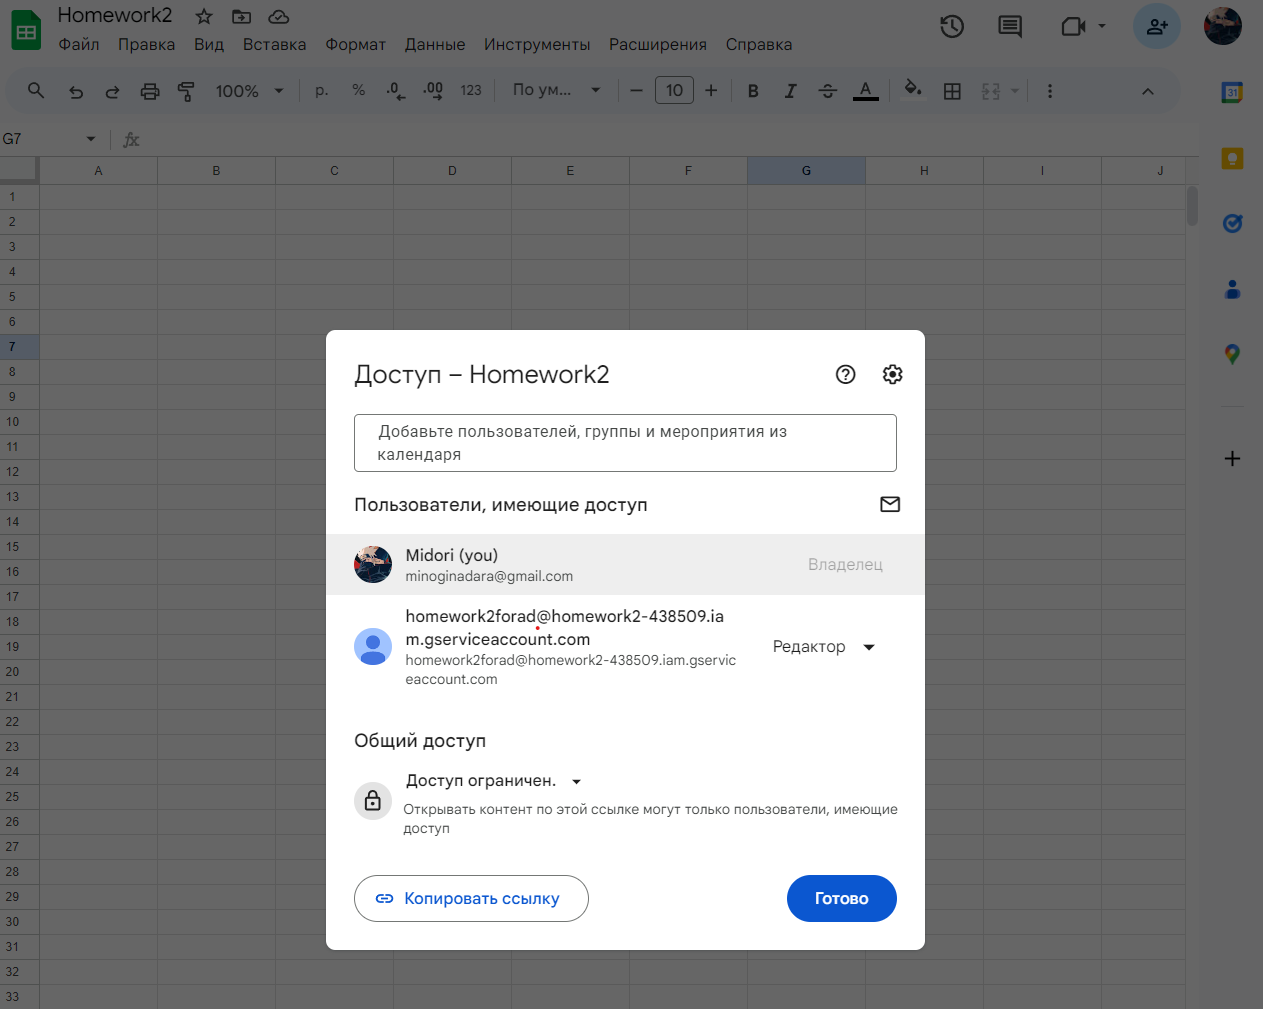 Homework2
Файл Правка Вид Вставка Формат Данные Инструменты Расширения Справка
100% р. % .0 .00 123 По ум... 10 B I A
31
G7 fx
A B C D E F G H I J
1
2
3
4
5
6
7
8
9
10
11
12
13
14
15
16
17
18
19
20
21
22
23
24
25
26
27
28
29
30
31
32
33
Доступ – Homework2
Добавьте пользователей, группы и мероприятия из
календаря
Пользователи, имеющие доступ
Midori (you)
minoginadara@gmail.com
Владелец
homework2forad@homework2-438509.ia
m.gserviceaccount.com
homework2forad@homework2-438509.iam.gservic
eaccount.com
Редактор
Общий доступ
Доступ ограничен.
Открывать контент по этой ссылке могут только пользователи, имеющие
доступ
Копировать ссылку
Готово